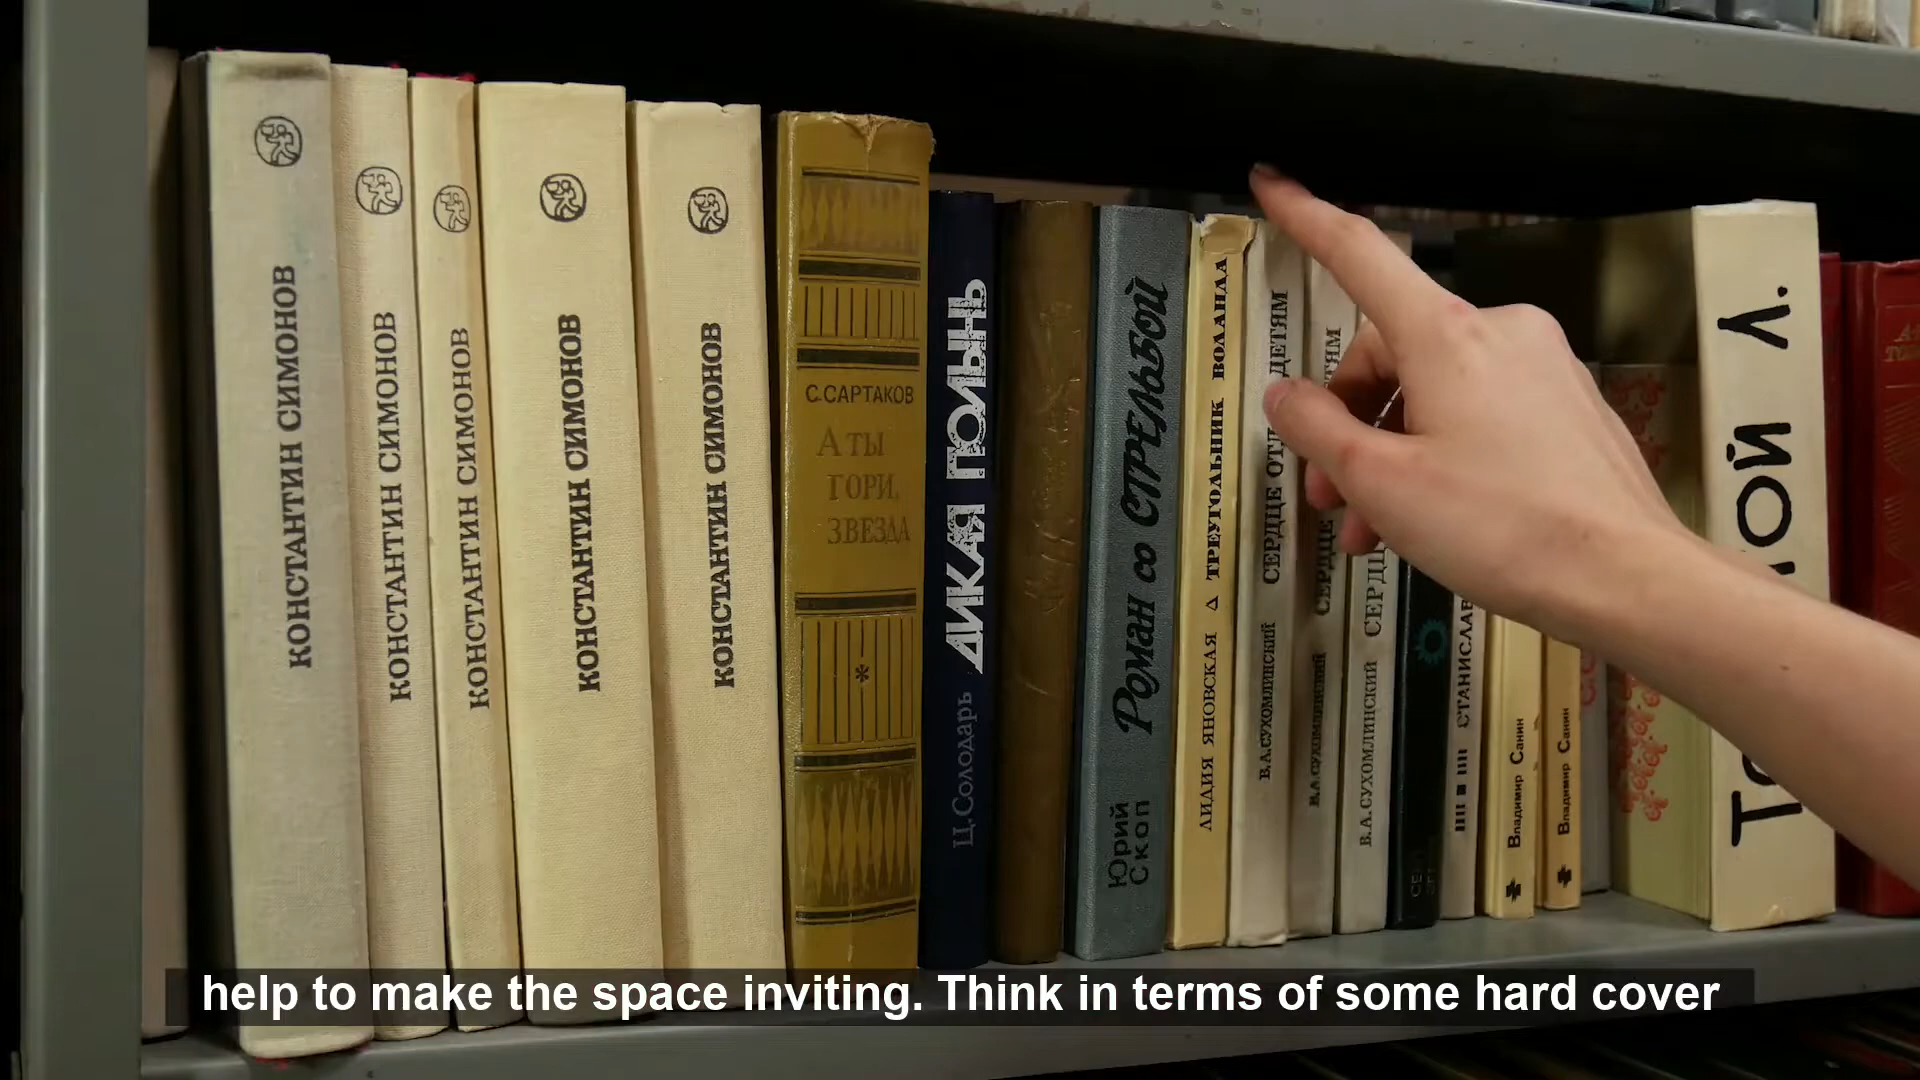 КОНСТАНТИН СИМОНОВ
КОНСТАНТИН СИМОНОВ
КОНСТАНТИН СИМОНОВ
КОНСТАНТИН СИМОНОВ
КОНСТАНТИН СИМОНОВ
С. САРТАКОВ
А ТЫ
ГОРИ,
ЗВЕЗДА
Ц. Солодарь ДИКАЯ ПОЛЫНЬ
Юрий
Скоп
Роман со СТРЕЛЬБОЙ
ЛИДИЯ ЯНОВСКАЯ ТРЕУГОЛЬНИК ВОЛАНДА
В. А. СУХОМЛИНСКИЙ СЕРДЦЕ ДЕТЯМ
В. А. СУХОМЛИНСКИЙ СЕРДЦЕ
В. А. СУХОМЛИНСКИЙ
Владимир Санин
Владимир Санин
Л.
help to make the space inviting. Think in terms of some hard cover